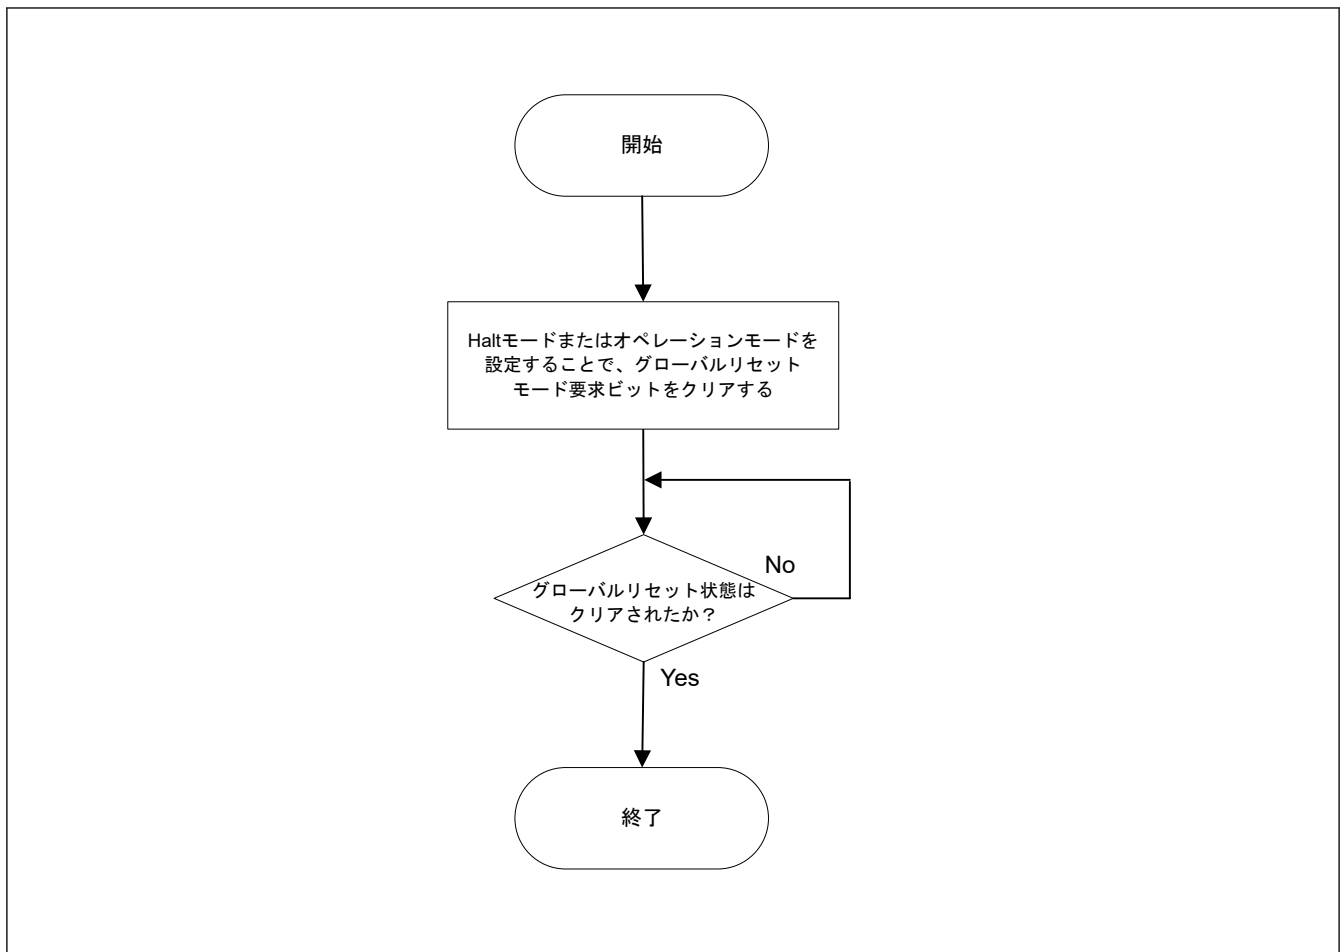 開始
Haltモードまたはオペレーションモードを
設定することで、グローバルリセット
モード要求ビットをクリアする
No
グローバルリセット状態は
クリアされたか？
Yes
終了